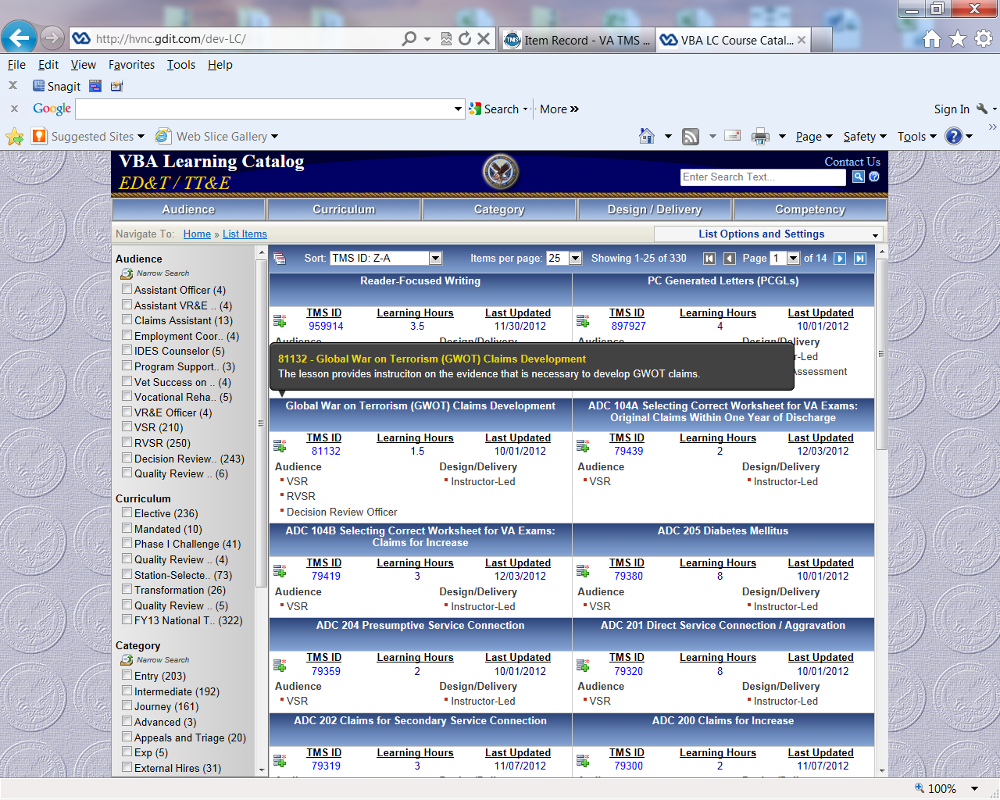 http://hvnc.gdit.com/dev-LC/
Item Record - VA TMS ...
VBA LC Course Catal...
File Edit View Favorites Tools Help
Snagit
Google Search More »
Sign In
Suggested Sites Web Slice Gallery
Page Safety Tools
VBA Learning Catalog
ED&T / TT&E
Contact Us
Enter Search Text...
Audience Curriculum Category Design / Delivery Competency
Navigate To: Home » List Items
List Options and Settings
Audience
Narrow Search
Assistant Officer (4)
Assistant VR&E .. (4)
Claims Assistant (13)
Employment Coor.. (4)
IDES Counselor (5)
Program Support.. (3)
Vet Success on .. (4)
Vocational Reha.. (5)
VR&E Officer (4)
VSR (210)
RVSR (250)
Decision Review.. (243)
Quality Review .. (6)
Curriculum
Elective (236)
Mandated (10)
Phase I Challenge (41)
Quality Review .. (4)
Station-Selecte.. (73)
Transformation (26)
Quality Review .. (5)
FY13 National T.. (322)
Category
Narrow Search
Entry (203)
Intermediate (192)
Journey (161)
Advanced (3)
Appeals and Triage (20)
Exp (5)
External Hires (31)
Sort: TMS ID: Z-A Items per page: 25 Showing 1-25 of 330 Page 1 of 14
Reader-Focused Writing
TMS ID Learning Hours Last Updated
959914 3.5 11/30/2012
Audience Design/Delivery
PC Generated Letters (PCGLs)
TMS ID Learning Hours Last Updated
897927 4 10/01/2012
Audience Design/Delivery
r-Led
Assessment
81132 - Global War on Terrorism (GWOT) Claims Development
The lesson provides instruciton on the evidence that is necessary to develop GWOT claims.
Global War on Terrorism (GWOT) Claims Development
TMS ID Learning Hours Last Updated
81132 1.5 10/01/2012
Audience Design/Delivery
VSR Instructor-Led
RVSR
Decision Review Officer
ADC 104A Selecting Correct Worksheet for VA Exams:
Original Claims Within One Year of Discharge
TMS ID Learning Hours Last Updated
79439 2 12/03/2012
Audience Design/Delivery
VSR Instructor-Led
ADC 104B Selecting Correct Worksheet for VA Exams:
Claims for Increase
TMS ID Learning Hours Last Updated
79419 3 12/03/2012
Audience Design/Delivery
VSR Instructor-Led
ADC 205 Diabetes Mellitus
TMS ID Learning Hours Last Updated
79380 8 10/01/2012
Audience Design/Delivery
VSR Instructor-Led
ADC 204 Presumptive Service Connection
TMS ID Learning Hours Last Updated
79359 2 10/01/2012
Audience Design/Delivery
VSR Instructor-Led
ADC 201 Direct Service Connection / Aggravation
TMS ID Learning Hours Last Updated
79320 8 10/01/2012
Audience Design/Delivery
VSR Instructor-Led
ADC 202 Claims for Secondary Service Connection
TMS ID Learning Hours Last Updated
79319 3 11/07/2012
ADC 200 Claims for Increase
TMS ID Learning Hours Last Updated
79300 2 11/07/2012
100%